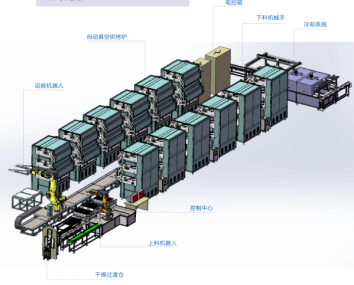 电控箱
下料机械手
冷却系统
自动真空烘烤炉
运输机器人
控制中心
上料机器人
干燥过渡仓